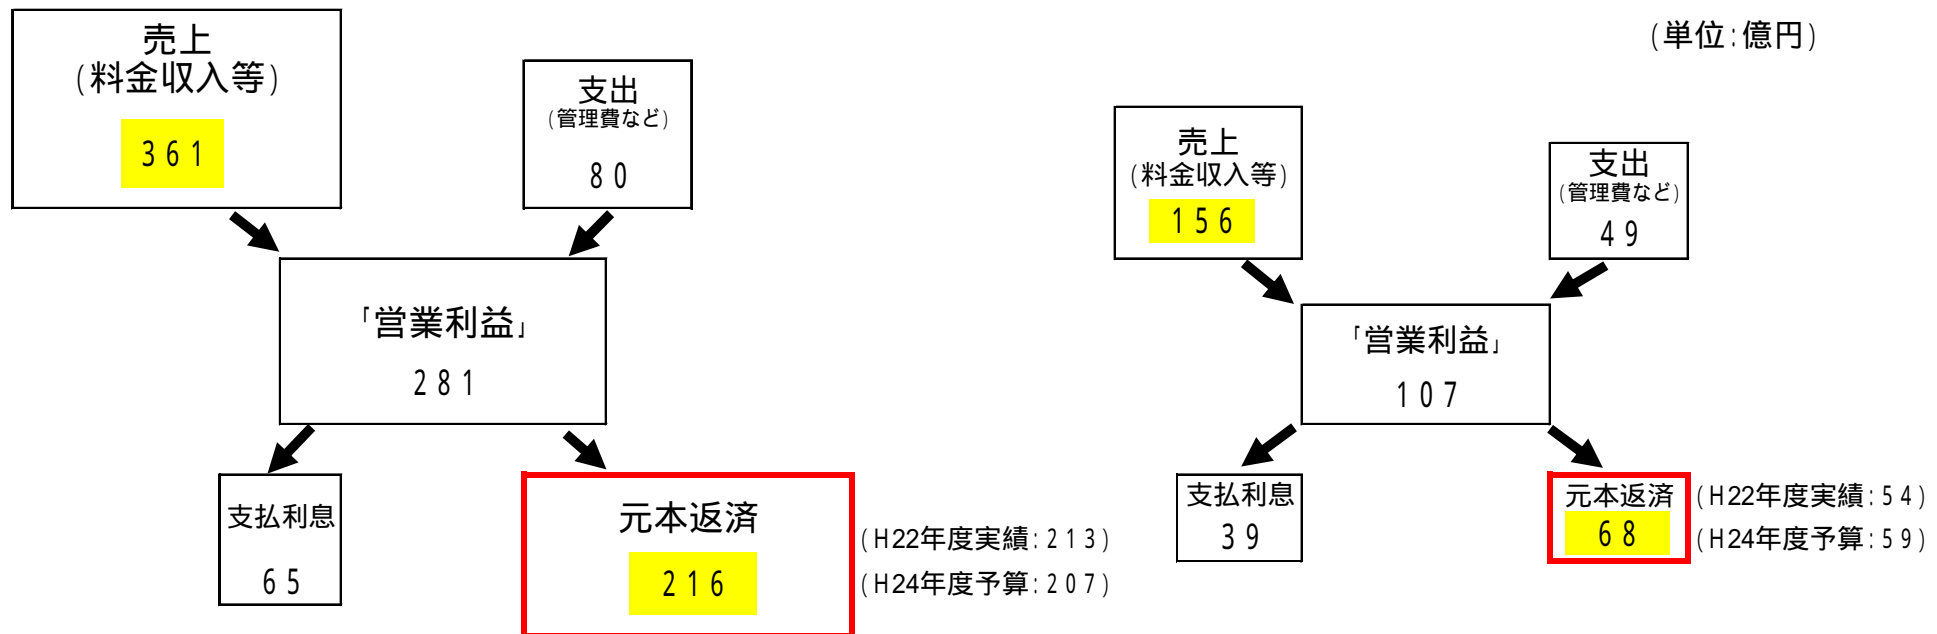 (単位:億円)
売上
(料金収入等)
361
支出
(管理費など)
80
「営業利益」
281
支払利息
65
元本返済
216
(H22年度実績:213)
(H24年度予算:207)
売上
(料金収入等)
156
支出
(管理費など)
49
「営業利益」
107
支払利息
39
元本返済
68
(H22年度実績:54)
(H24年度予算:59)